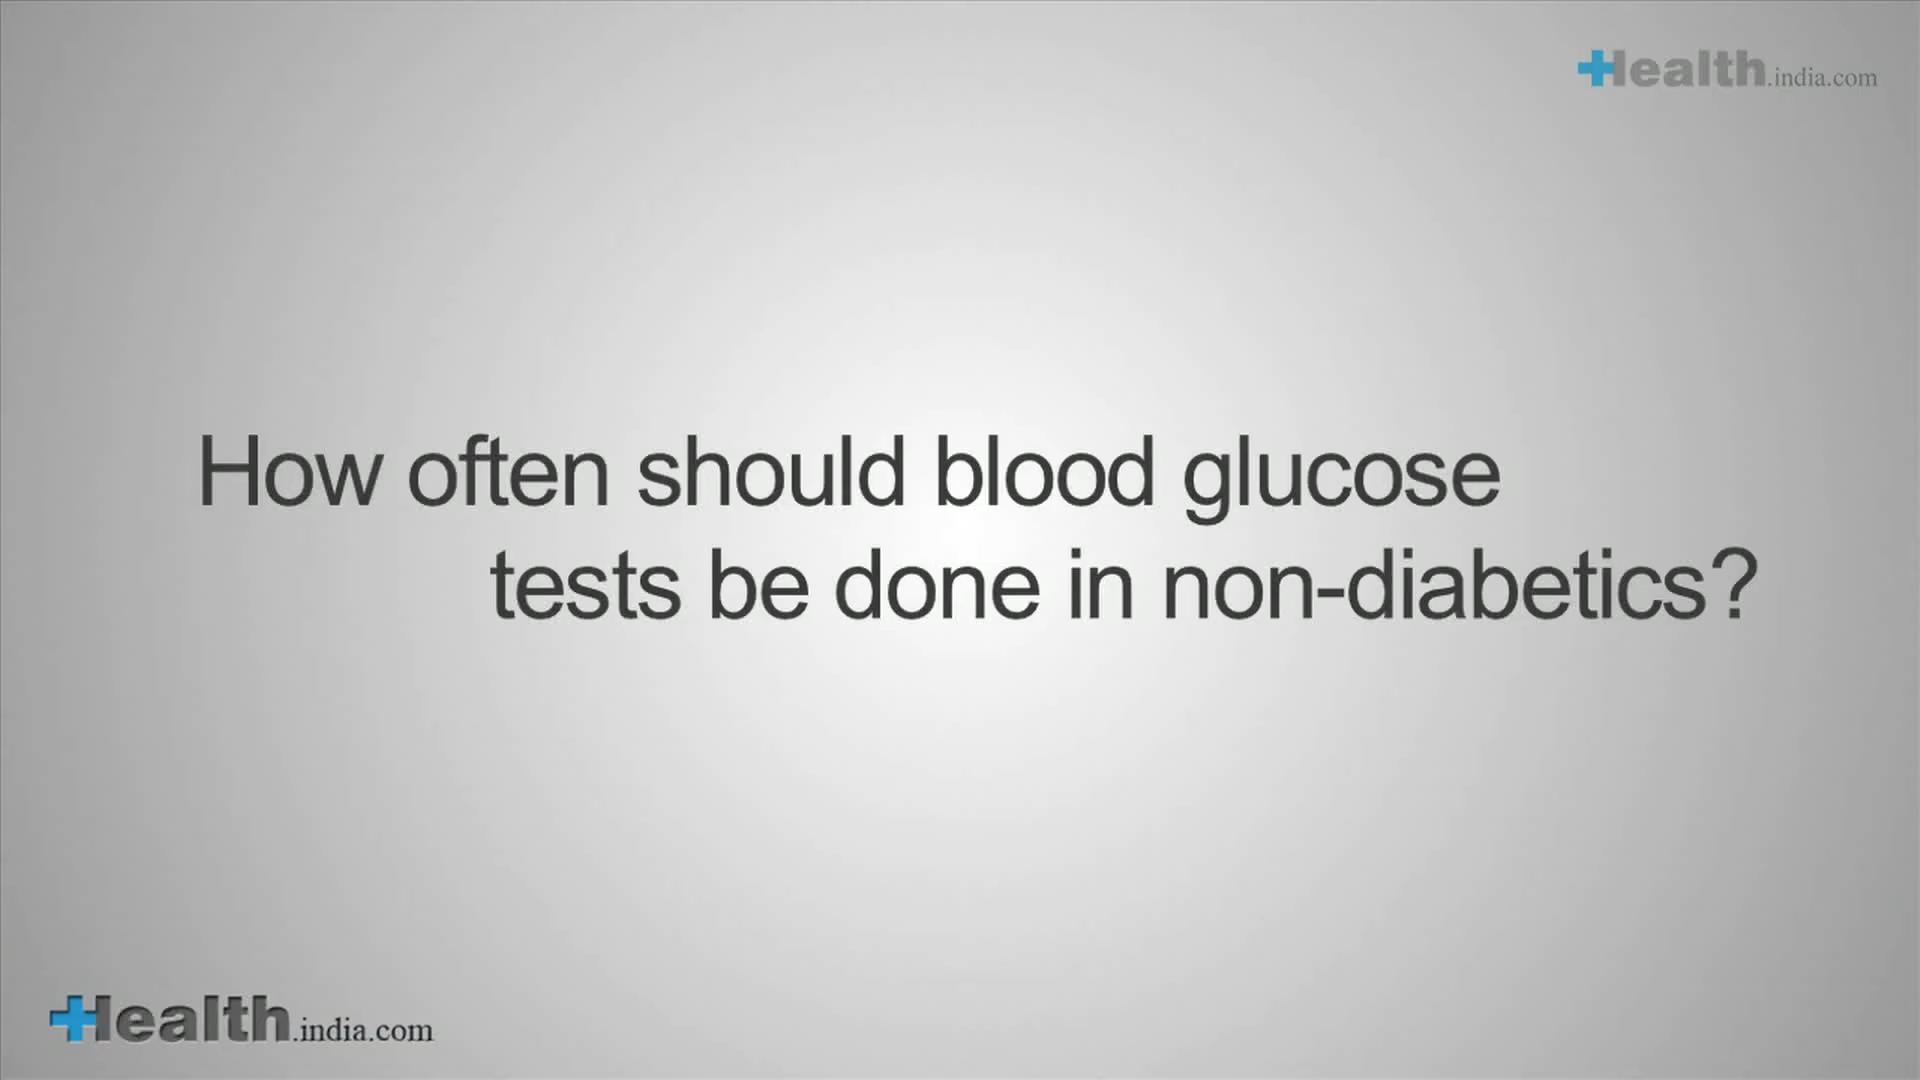 Health.india.com
How often should blood glucose
tests be done in non-diabetics?
Health.india.com